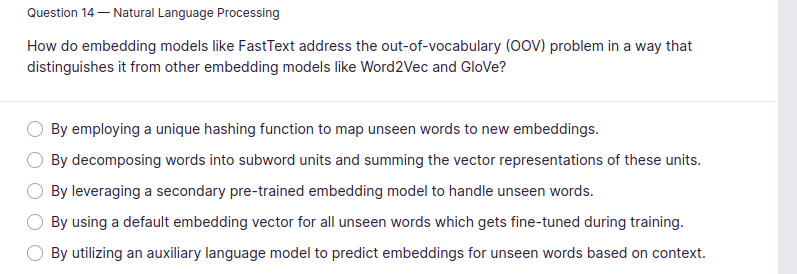 Question 14 — Natural Language Processing
How do embedding models like FastText address the out-of-vocabulary (OOV) problem in a way that
distinguishes it from other embedding models like Word2Vec and GloVe?
By employing a unique hashing function to map unseen words to new embeddings.
By decomposing words into subword units and summing the vector representations of these units.
By leveraging a secondary pre-trained embedding model to handle unseen words.
By using a default embedding vector for all unseen words which gets fine-tuned during training.
By utilizing an auxiliary language model to predict embeddings for unseen words based on context.